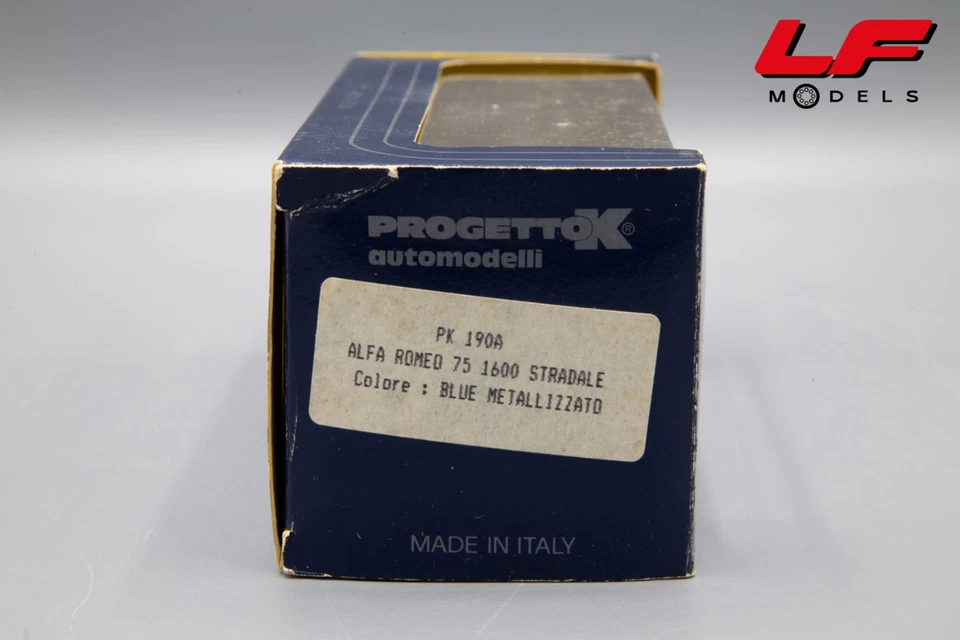 LF
MODELS
PROGETTO K®
automodelli
PK 190A
ALFA ROMEO 75 1600 STRADALE
Colore : BLUE METALLIZZATO
MADE IN ITALY